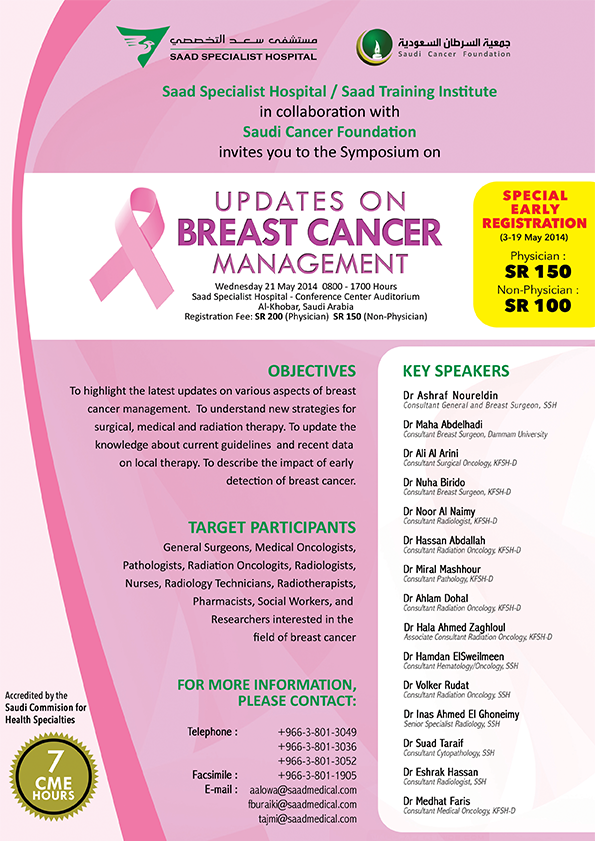 مستشفى سعد التخصصي
SAAD SPECIALIST HOSPITAL
جمعية السرطان السعودية
Saudi Cancer Foundation
Saad Specialist Hospital / Saad Training Institute
in collaboration with
Saudi Cancer Foundation
invites you to the Symposium on
UPDATES ON
BREAST CANCER
MANAGEMENT
Wednesday 21 May 2014 0800 - 1700 Hours
Saad Specialist Hospital - Conference Center Auditorium
Al-Khobar, Saudi Arabia
Registration Fee: SR 200 (Physician) SR 150 (Non-Physician)
SPECIAL
EARLY
REGISTRATION
(3-19 May 2014)
Physician :
SR 150
Non-Physician :
SR 100
OBJECTIVES
To highlight the latest updates on various aspects of breast
cancer management. To understand new strategies for
surgical, medical and radiation therapy. To update the
knowledge about current guidelines and recent data
on local therapy. To describe the impact of early
detection of breast cancer.
TARGET PARTICIPANTS
General Surgeons, Medical Oncologists,
Pathologists, Radiation Oncologits, Radiologists,
Nurses, Radiology Technicians, Radiotherapists,
Pharmacists, Social Workers, and
Researchers interested in the
field of breast cancer
FOR MORE INFORMATION,
PLEASE CONTACT:
Telephone : +966-3-801-3049
+966-3-801-3036
+966-3-801-3052
Facsimile : +966-3-801-1905
E-mail : aalowa@saadmedical.com
fburaiki@saadmedical.com
tajmi@saadmedical.com
Accredited by the
Saudi Commision for
Health Specialties
7
CME
HOURS
KEY SPEAKERS
Dr Ashraf Noureldin
Consultant General and Breast Surgeon, SSH
Dr Maha Abdelhadi
Consultant Breast Surgeon, Dammam University
Dr Ali Al Arini
Consultant Surgical Oncology, KFSH-D
Dr Nuha Birido
Consultant Breast Surgeon, KFSH-D
Dr Noor Al Naimy
Consultant Radiologist, KFSH-D
Dr Hassan Abdallah
Consultant Radiation Oncology, KFSH-D
Dr Miral Mashhour
Consultant Pathology, KFSH-D
Dr Ahlam Dohal
Consultant Radiation Oncology, KFSH-D
Dr Hala Ahmed Zaghloul
Associate Consultant Radiation Oncology, KFSH-D
Dr Hamdan ElSweilmeen
Consultant Hematology/Oncology, SSH
Dr Volker Rudat
Consultant Radiation Oncology, SSH
Dr Inas Ahmed El Ghoneimy
Senior Specialist Radiology, SSH
Dr Suad Taraif
Consultant Cytopathology, SSH
Dr Eshrak Hassan
Consultant Radiologist, SSH
Dr Medhat Faris
Consultant Medical Oncology, KFSH-D